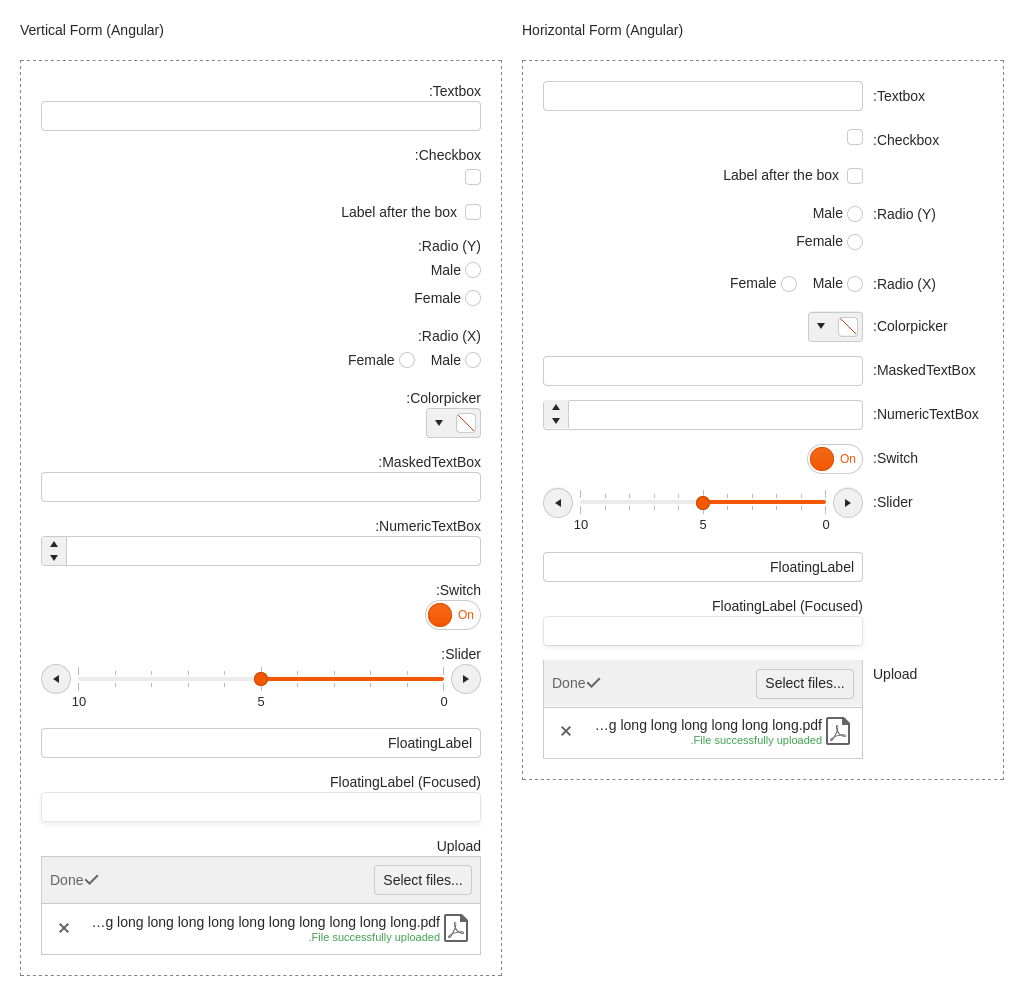 Vertical Form (Angular)
:Textbox
:Checkbox
Label after the box
:Radio (Y)
Male
Female
:Radio (X)
Female Male
:Colorpicker
:MaskedTextBox
:NumericTextBox
:Switch
On
:Slider
10 5 0
FloatingLabel
FloatingLabel (Focused)
Upload
Done Select files...
...g long long long long long long long long long long.pdf
.File successfully uploaded
Horizontal Form (Angular)
:Textbox
:Checkbox
Label after the box
Male :Radio (Y)
Female
Female Male :Radio (X)
:Colorpicker
:MaskedTextBox
:NumericTextBox
On :Switch
:Slider
10 5 0
FloatingLabel
FloatingLabel (Focused)
Upload
Done Select files...
...g long long long long long long.pdf
.File successfully uploaded